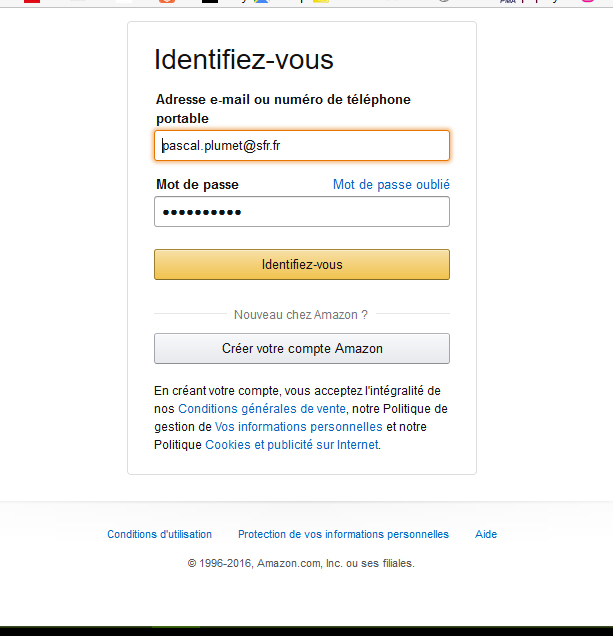 Identifiez-vous
Adresse e-mail ou numéro de téléphone
portable
pascal.plumet@sfr.fr
Mot de passe
Mot de passe oublié
••••••••••
Identifiez-vous
Nouveau chez Amazon ?
Créer votre compte Amazon
En créant votre compte, vous acceptez l'intégralité de
nos Conditions générales de vente, notre Politique de
gestion de Vos informations personnelles et notre
Politique Cookies et publicité sur Internet.
Conditions d'utilisation
Protection de vos informations personnelles
Aide
© 1996-2016, Amazon.com, Inc. ou ses filiales.